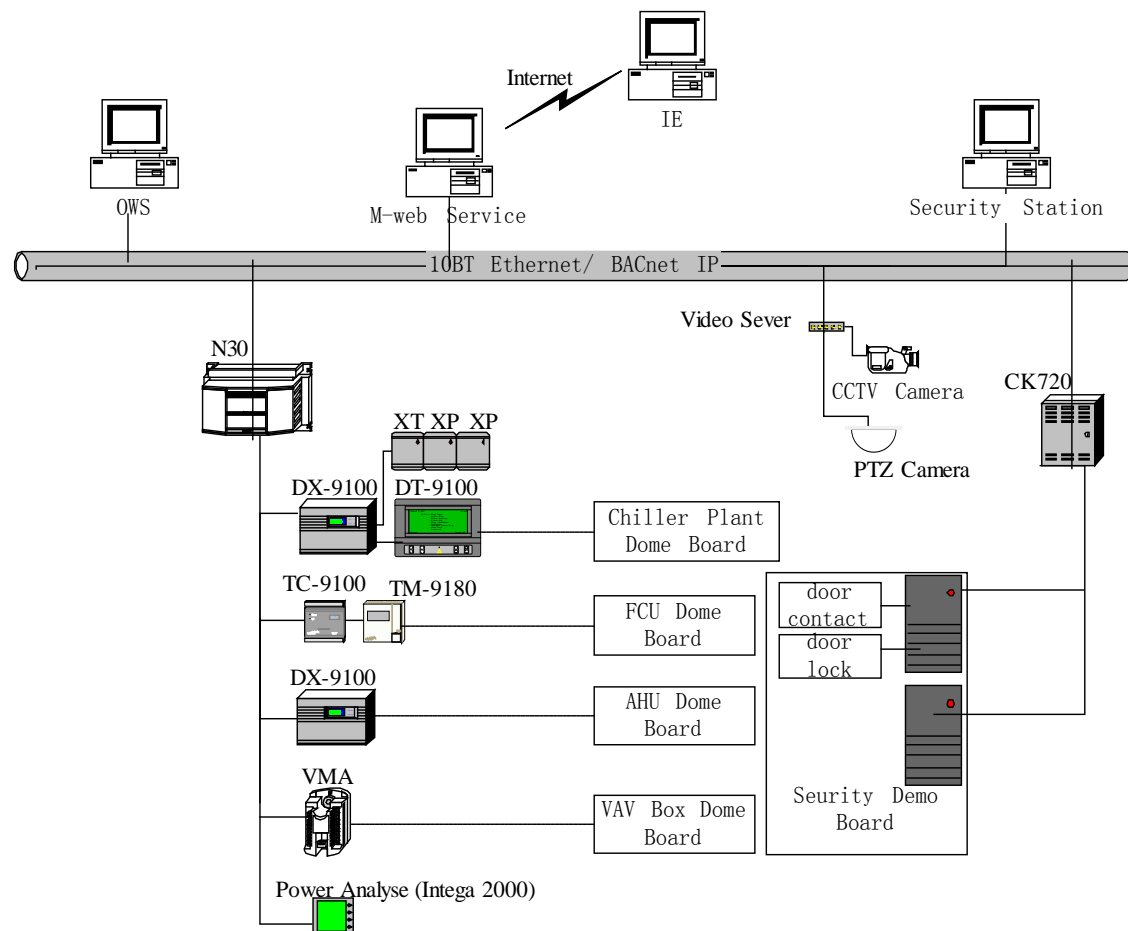 Internet
IE
OWS
M-web Service
Security Station
10BT Ethernet/ BACnet IP
Video Sever
N30
CCTV Camera
CK720
XT XP XP
PTZ Camera
DX-9100 DT-9100
Chiller Plant
Dome Board
TC-9100 TM-9180
FCU Dome
Board
door
contact
door
lock
DX-9100
AHU Dome
Board
VMA
VAV Box Dome
Board
Seurity Demo
Board
Power Analyse (Intega 2000)